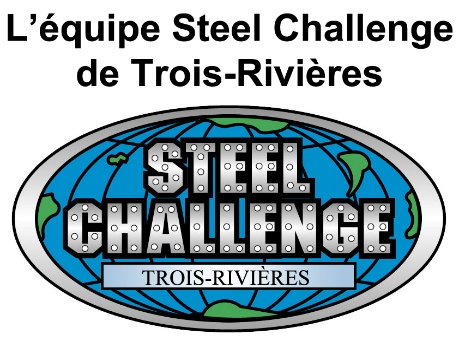 L'équipe Steel Challenge
de Trois-Rivières
STEEL
CHALLENGE
TROIS-RIVIÈRES